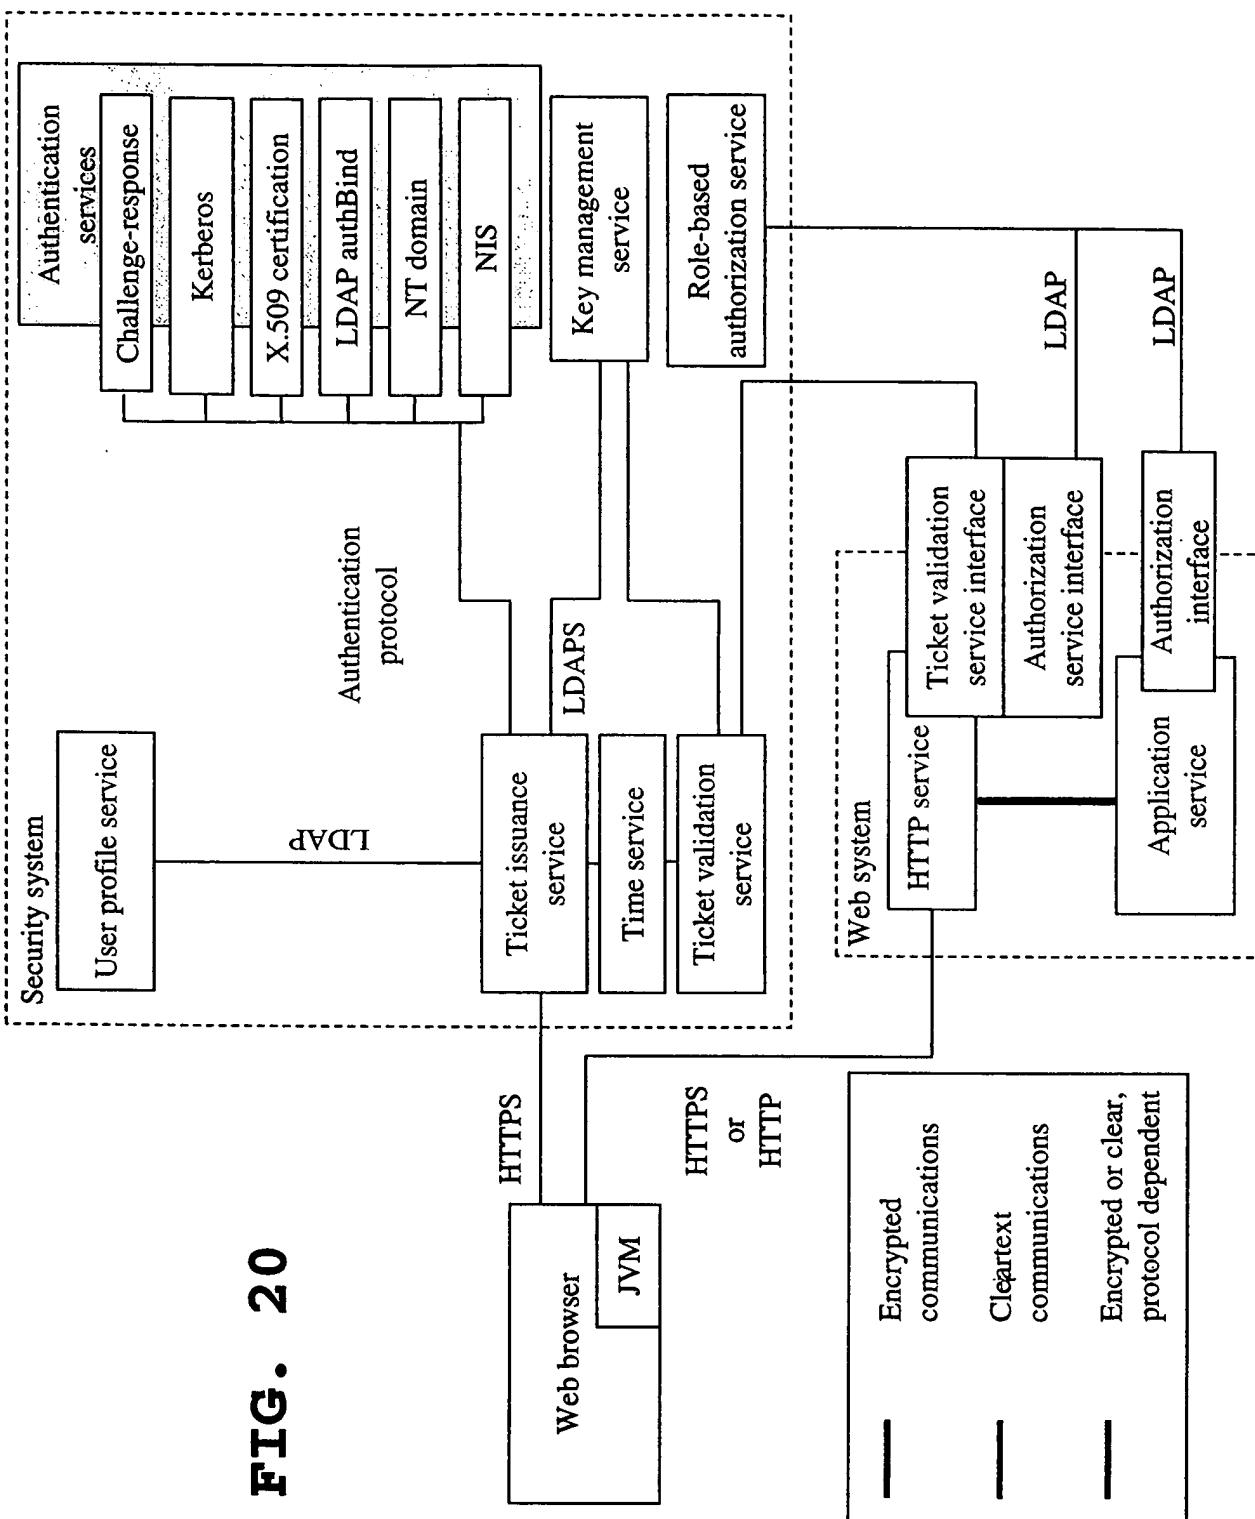 FIG. 20
Security system
User profile service
LDAP
Authentication
protocol
Authentication
services
Challenge-response
Kerberos
X.509 certification
LDAP authBind
NT domain
NIS
Ticket issuance
service
LDAPS
Key management
service
Time service
Ticket validation
service
Role-based
authorization service
HTTPS
HTTPS
or
HTTP
Web browser
JVM
Web system
HTTP service
Ticket validation
service interface
Authorization
service interface
LDAP
LDAP
Application
service
Authorization
interface
Encrypted
communications
Cleartext
communications
Encrypted or clear,
protocol dependent